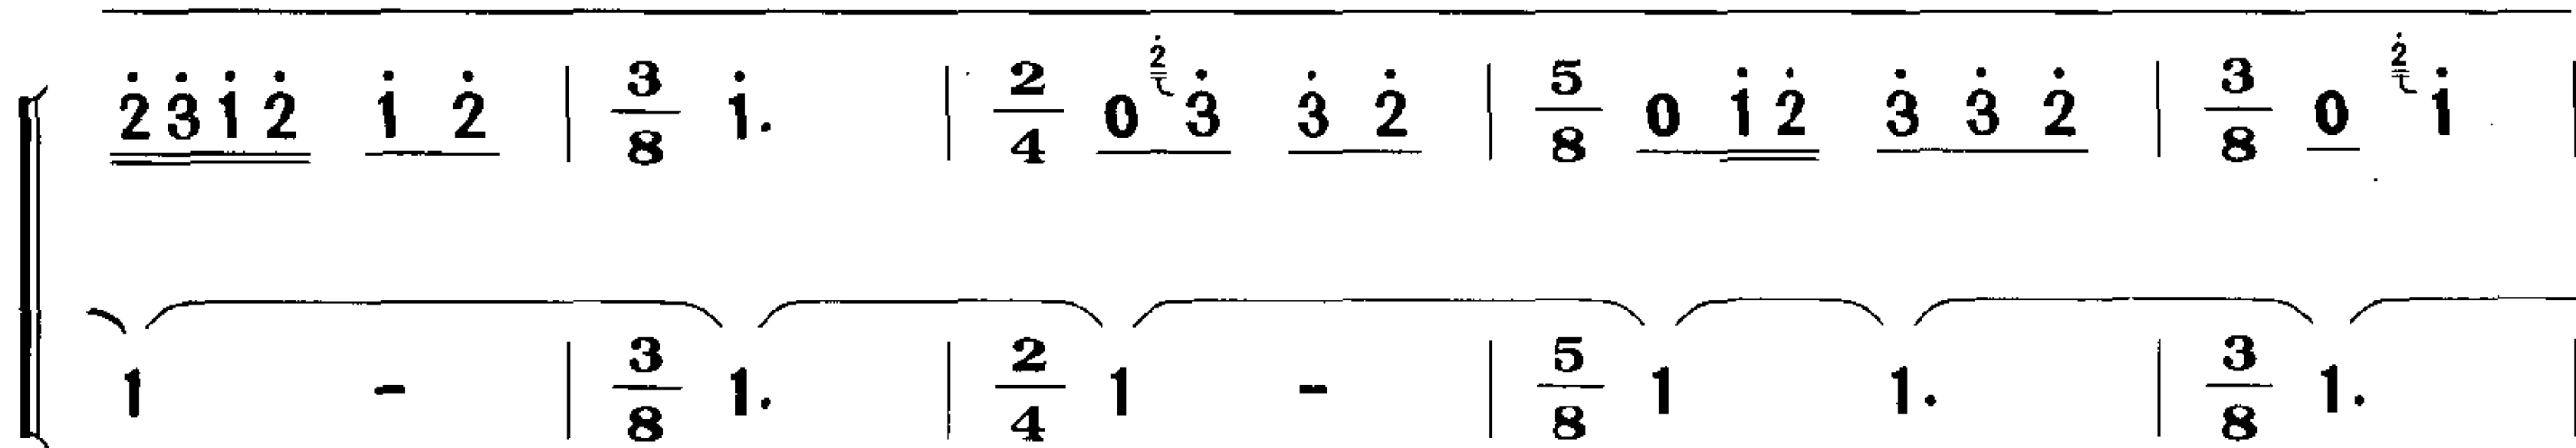 2̇ 3̇ 1̇ 2̇ 1̇ 2̇ | 3/8 1̇. | 2/4 0 2̇ 3̇ 3̇ 2̇ | 5/8 0 1̇ 2̇ 3̇ 3̇ 2̇ | 3/8 0 2̇ 1̇ |
1 - | 3/8 1. | 2/4 1 - | 5/8 1 1. | 3/8 1. |